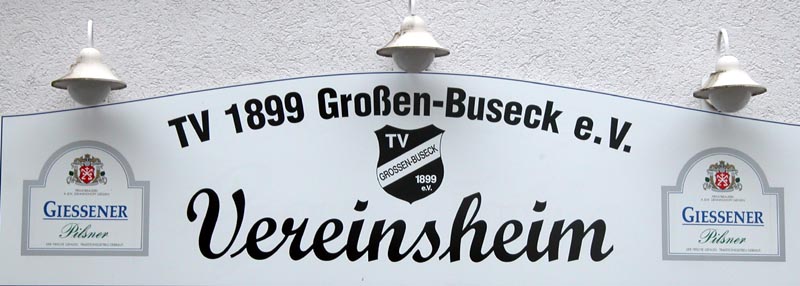 TV 1899 Großen-Buseck e.V.
TV
GROSSEN-BUSECK
1899
e.V.
Vereinsheim
GIESSENER
Pilsner
GIESSENER
Pilsner